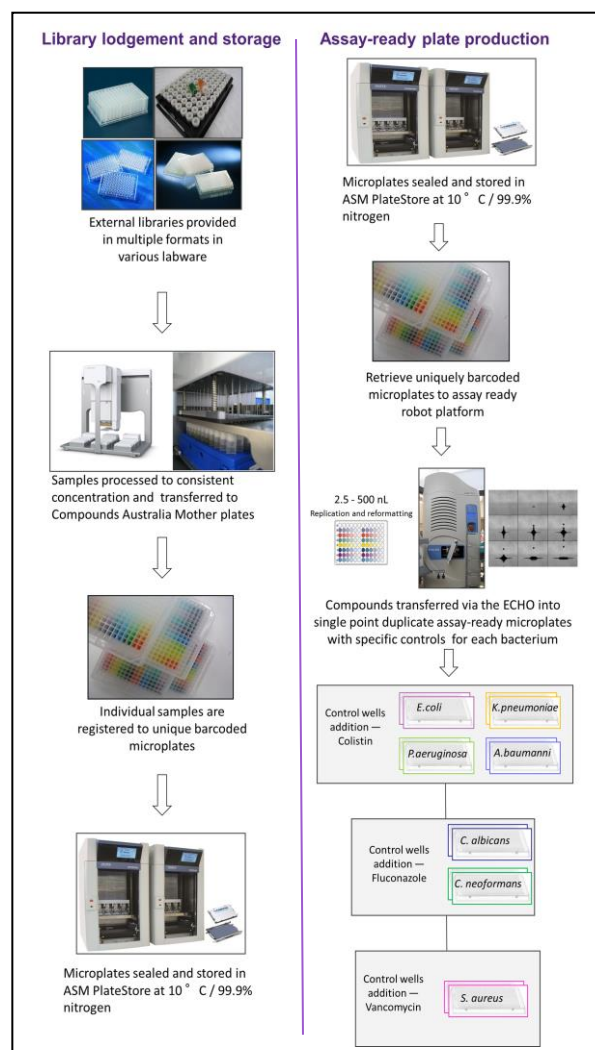 Library lodgement and storage
External libraries provided
in multiple formats in
various labware
Samples processed to consistent
concentration and transferred to
Compounds Australia Mother plates
Individual samples are
registered to unique barcoded
microplates
Microplates sealed and stored in
ASM PlateStore at 10 ° C / 99.9%
nitrogen
Assay-ready plate production
Microplates sealed and stored in
ASM PlateStore at 10 ° C / 99.9%
nitrogen
Retrieve uniquely barcoded
microplates to assay ready
robot platform
2.5 - 500 nL
Replication and reformatting
Compounds transferred via the ECHO into
single point duplicate assay-ready microplates
with specific controls for each bacterium
Control wells
addition —
Colistin
E.coli
K.pneumoniae
P.aeruginosa
A.baumanni
Control wells
addition —
Fluconazole
C. albicans
C. neoformans
Control wells
addition —
Vancomycin
S. aureus